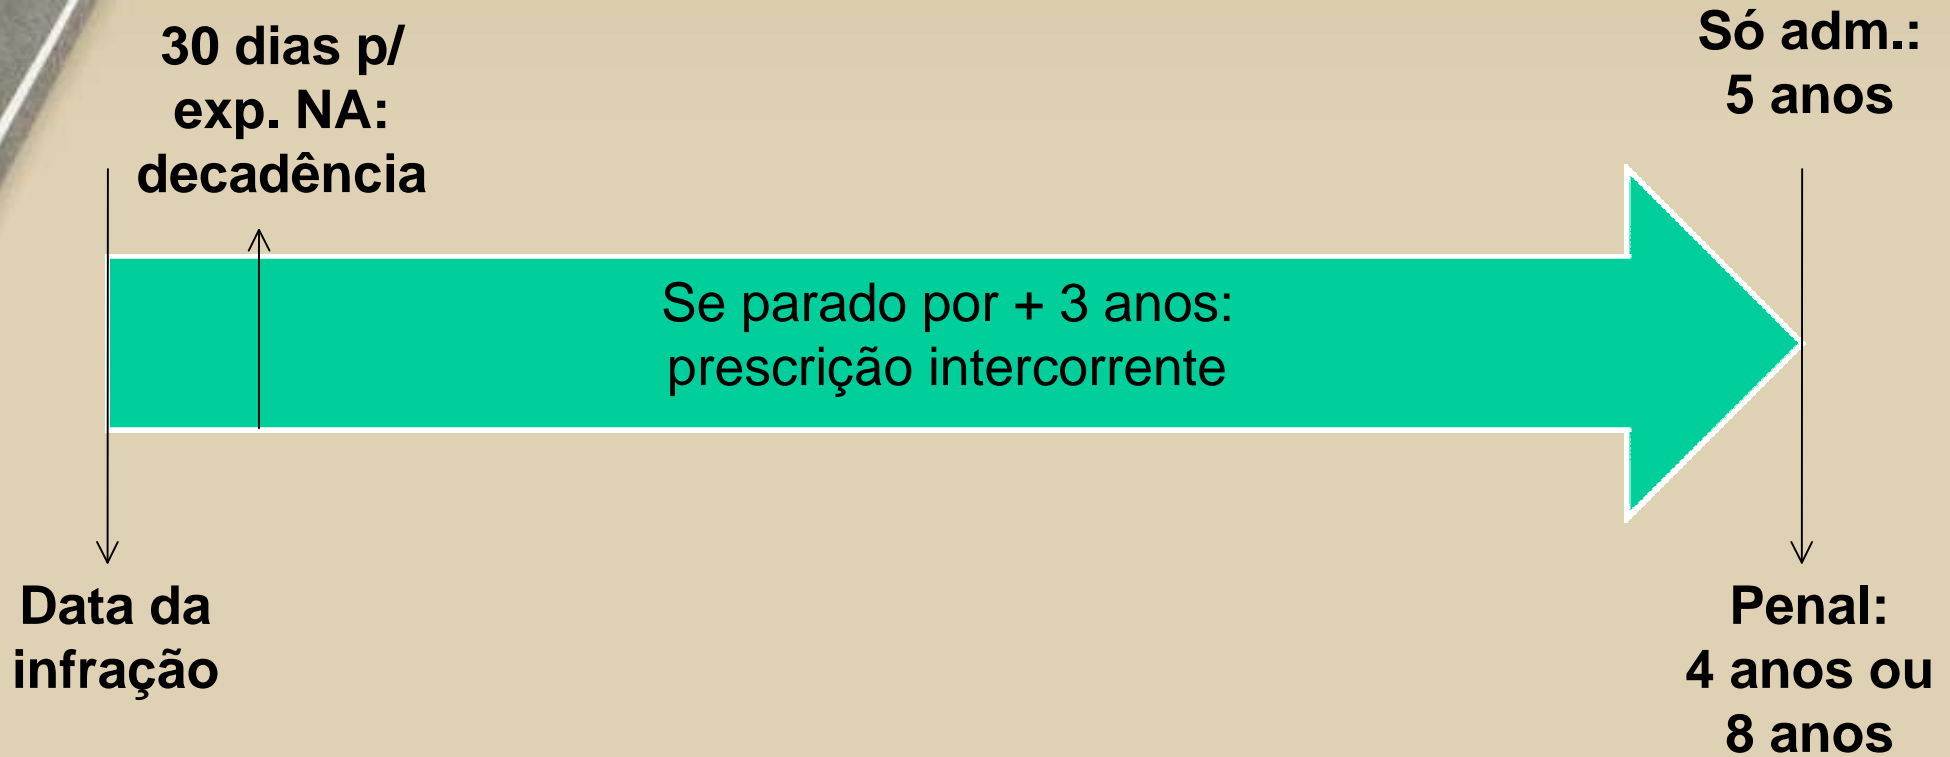 30 dias p/
exp. NA:
decadência
Só adm.:
5 anos
Se parado por + 3 anos:
prescrição intercorrente
Data da
infração
Penal:
4 anos ou
8 anos